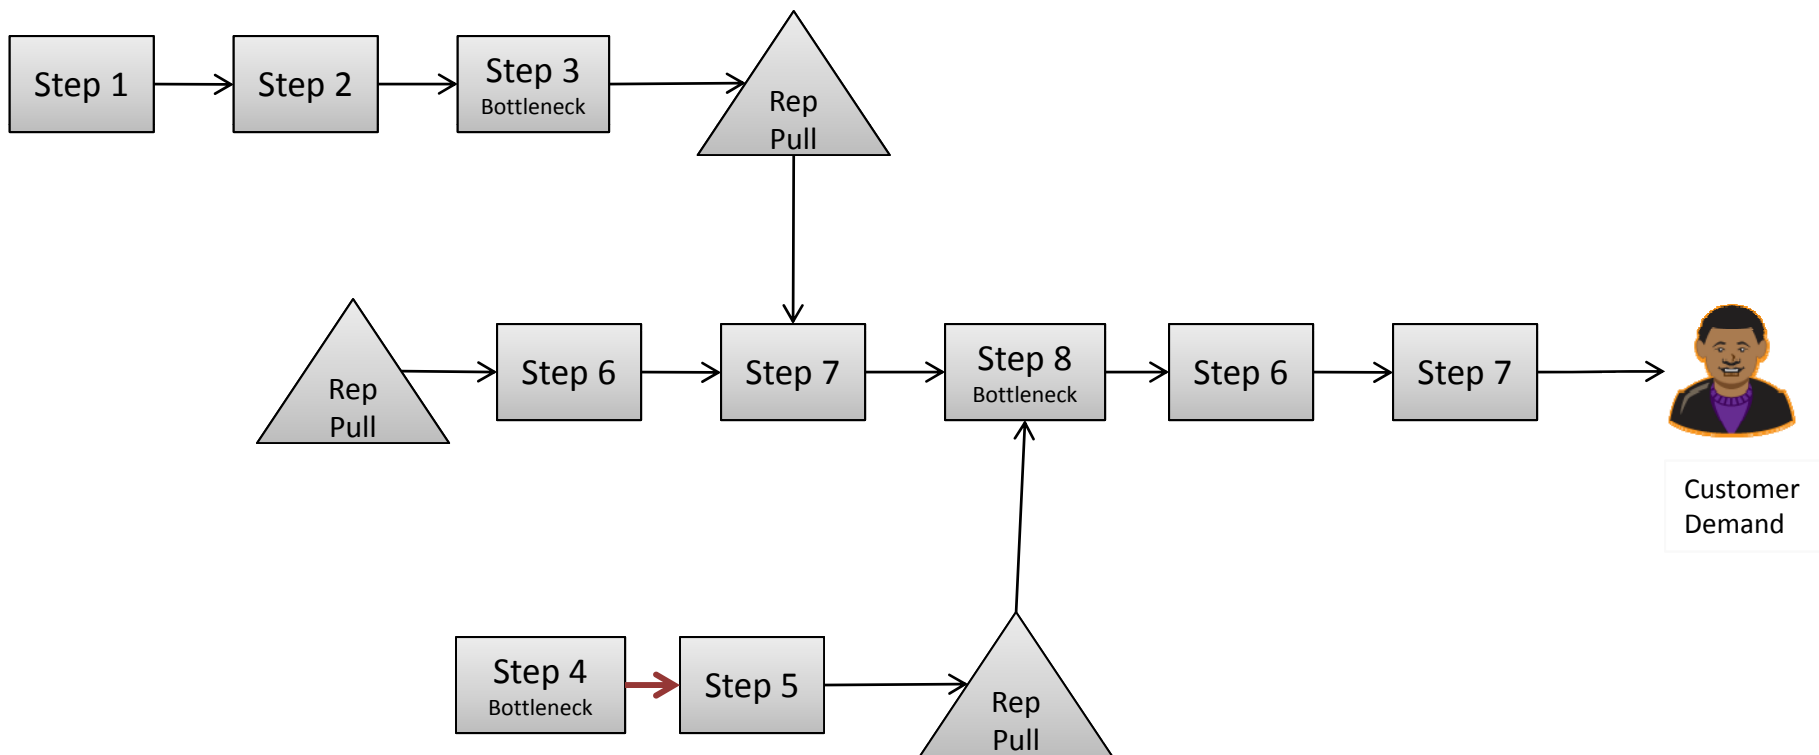 Step 1
Step 2
Step 3
Bottleneck
Rep
Pull
Rep
Pull
Step 6
Step 7
Step 8
Bottleneck
Step 6
Step 7
Customer
Demand
Step 4
Bottleneck
Step 5
Rep
Pull